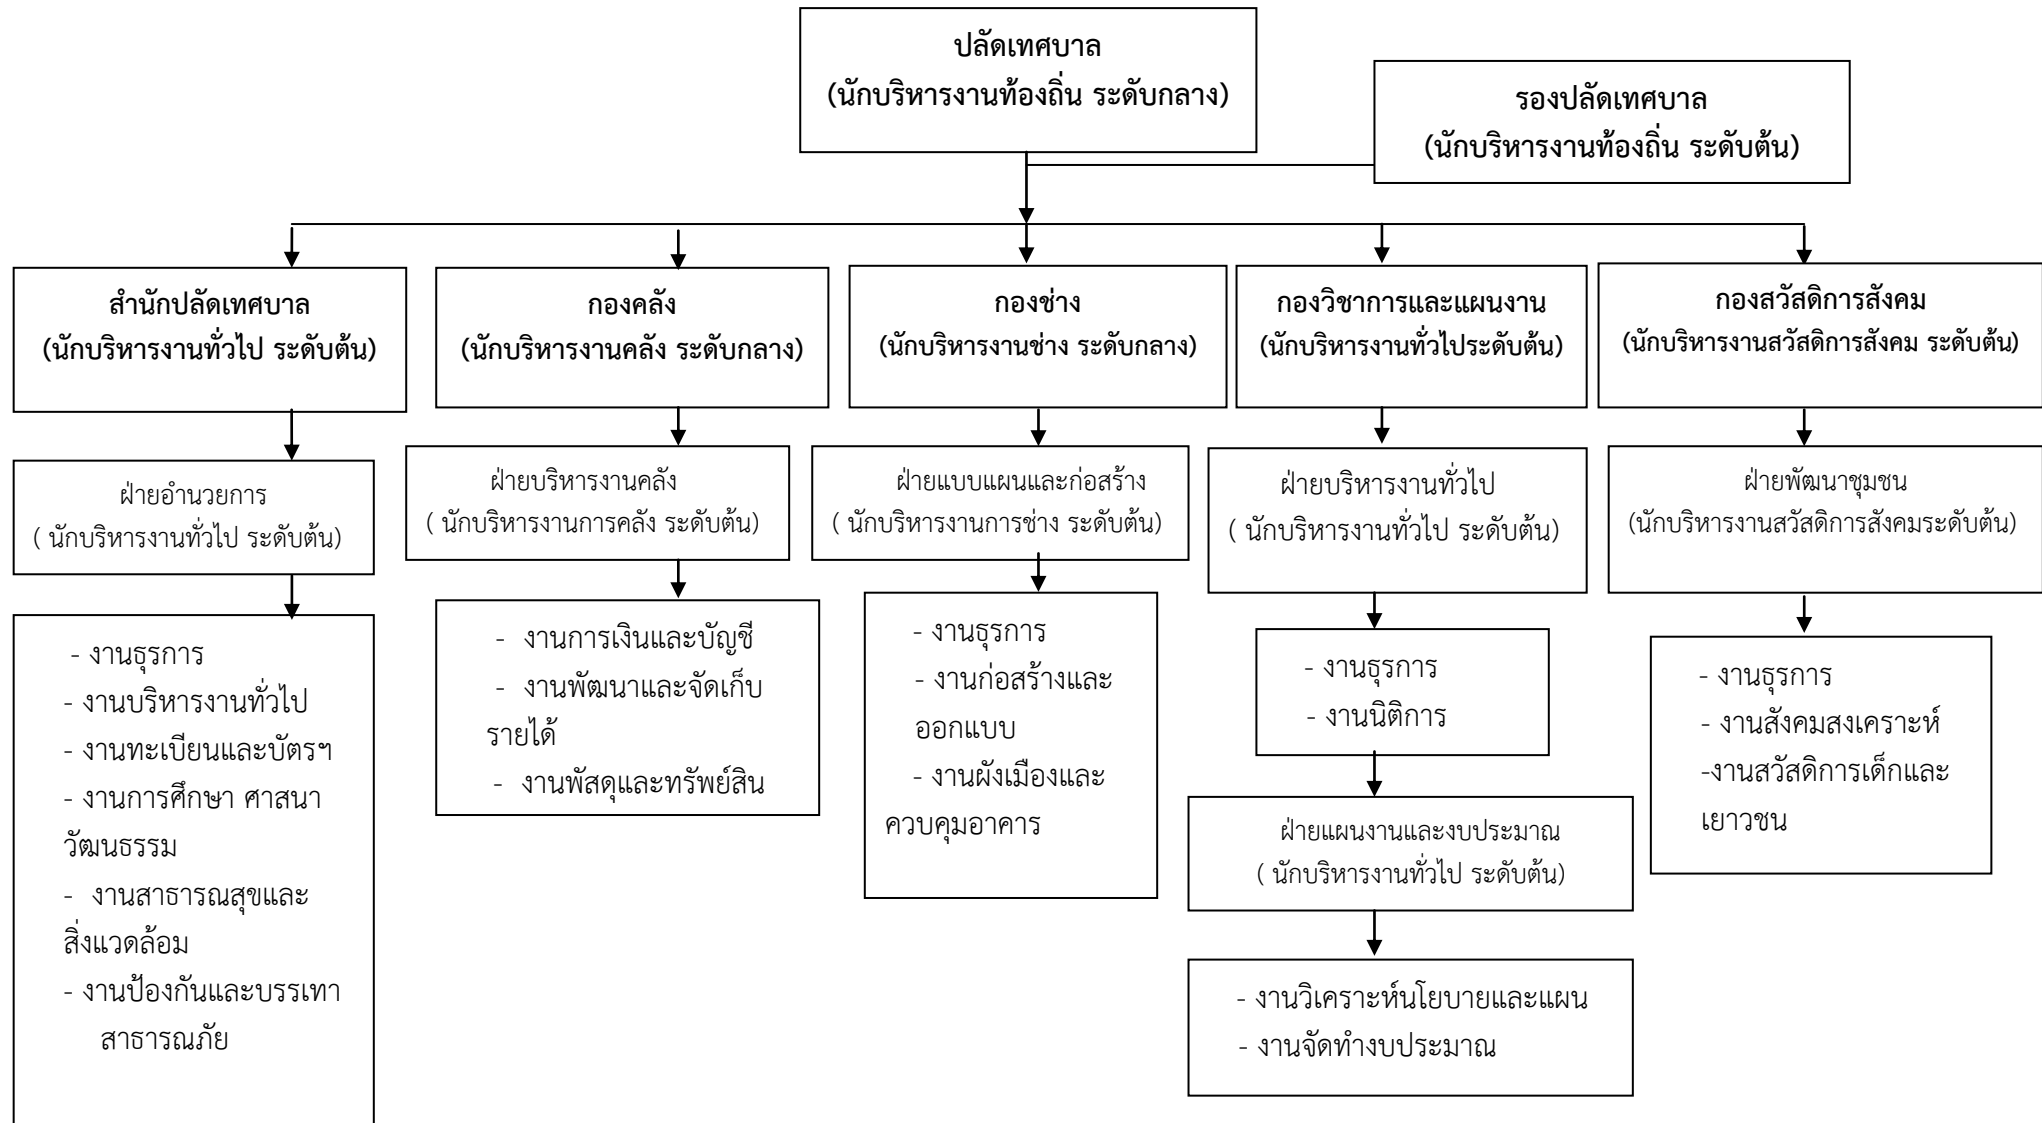 ปลัดเทศบาล
(นักบริหารงานท้องถิ่น ระดับกลาง)
รองปลัดเทศบาล
(นักบริหารงานท้องถิ่น ระดับต้น)
สำนักปลัดเทศบาล
(นักบริหารงานทั่วไป ระดับต้น)
กองคลัง
(นักบริหารงานคลัง ระดับกลาง)
กองช่าง
(นักบริหารงานช่าง ระดับกลาง)
กองวิชาการและแผนงาน
(นักบริหารงานทั่วไประดับต้น)
กองสวัสดิการสังคม
(นักบริหารงานสวัสดิการสังคม ระดับต้น)
ฝ่ายอำนวยการ
( นักบริหารงานทั่วไป ระดับต้น)
ฝ่ายบริหารงานคลัง
( นักบริหารงานการคลัง ระดับต้น)
ฝ่ายแบบแผนและก่อสร้าง
( นักบริหารงานการช่าง ระดับต้น)
ฝ่ายบริหารงานทั่วไป
( นักบริหารงานทั่วไป ระดับต้น)
ฝ่ายพัฒนาชุมชน
(นักบริหารงานสวัสดิการสังคมระดับต้น)
- งานธุรการ
- งานบริหารงานทั่วไป
- งานทะเบียนและบัตรฯ
- งานการศึกษา ศาสนา
วัฒนธรรม
- งานสาธารณสุขและ
สิ่งแวดล้อม
- งานป้องกันและบรรเทา
สาธารณภัย
- งานการเงินและบัญชี
- งานพัฒนาและจัดเก็บ
รายได้
- งานพัสดุและทรัพย์สิน
- งานธุรการ
- งานก่อสร้างและ
ออกแบบ
- งานผังเมืองและ
ควบคุมอาคาร
- งานธุรการ
- งานนิติการ
ฝ่ายแผนงานและงบประมาณ
( นักบริหารงานทั่วไป ระดับต้น)
- งานวิเคราะห์นโยบายและแผน
- งานจัดทำงบประมาณ
- งานธุรการ
- งานสังคมสงเคราะห์
-งานสวัสดิการเด็กและ
เยาวชน